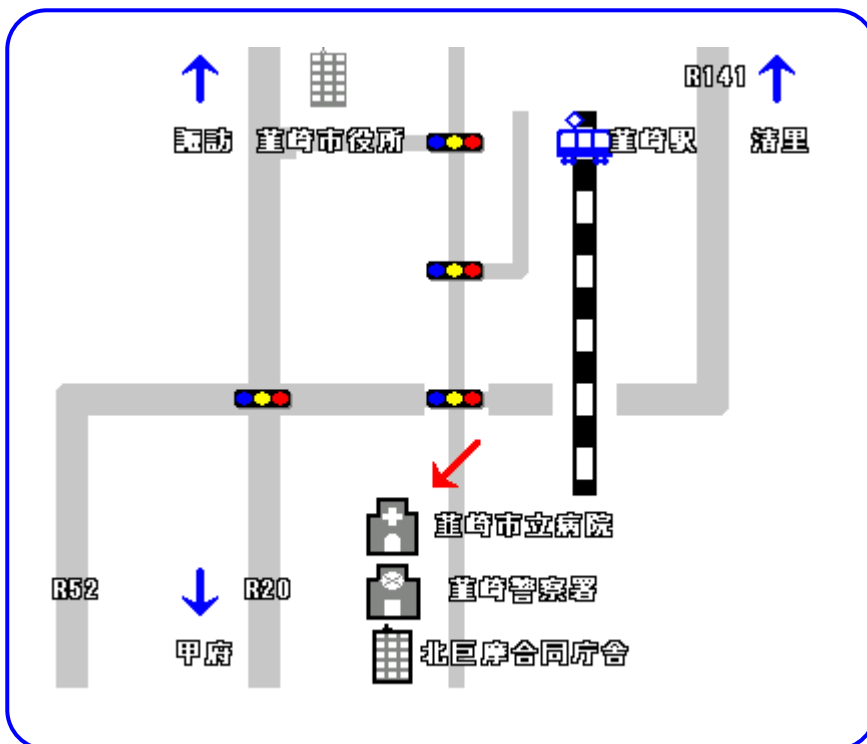 R141
諏訪
韮崎市役所
韮崎駅
清里
韮崎市立病院
R52
R20
韮崎警察署
甲府
北巨摩合同庁舎